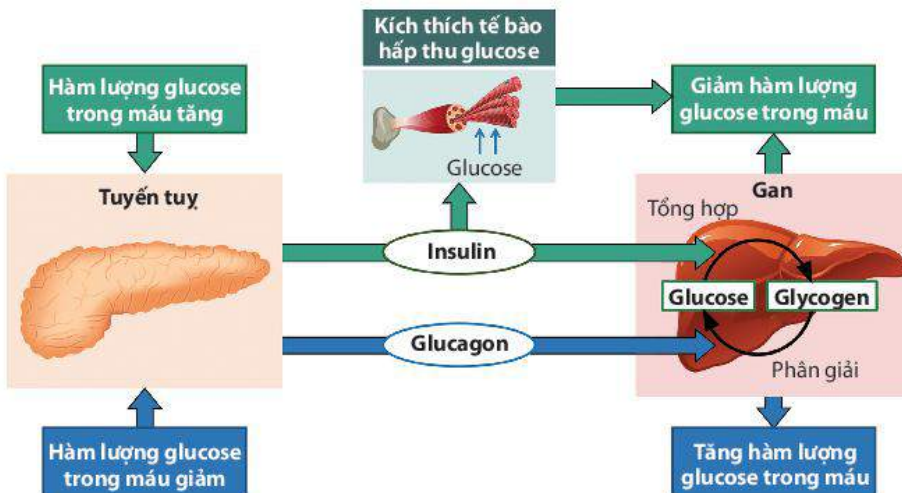 Kích thích tế bào
hấp thu glucose
Hàm lượng glucose
trong máu tăng
Giảm hàm lượng
glucose trong máu
Glucose
Tuyến tuỵ
Gan
Tổng hợp
Insulin
Glucose
Glycogen
Glucagon
Phân giải
Hàm lượng glucose
trong máu giảm
Tăng hàm lượng
glucose trong máu